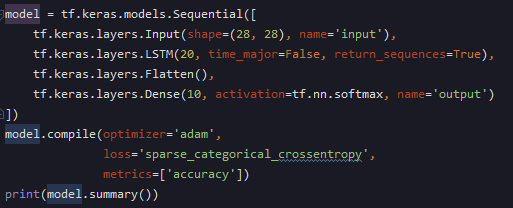 model = tf.keras.models.Sequential([
    tf.keras.layers.Input(shape=(28, 28), name='input'),
    tf.keras.layers.LSTM(20, time_major=False, return_sequences=True),
    tf.keras.layers.Flatten(),
    tf.keras.layers.Dense(10, activation=tf.nn.softmax, name='output')
])
model.compile(optimizer='adam',
              loss='sparse_categorical_crossentropy',
              metrics=['accuracy'])
print(model.summary())